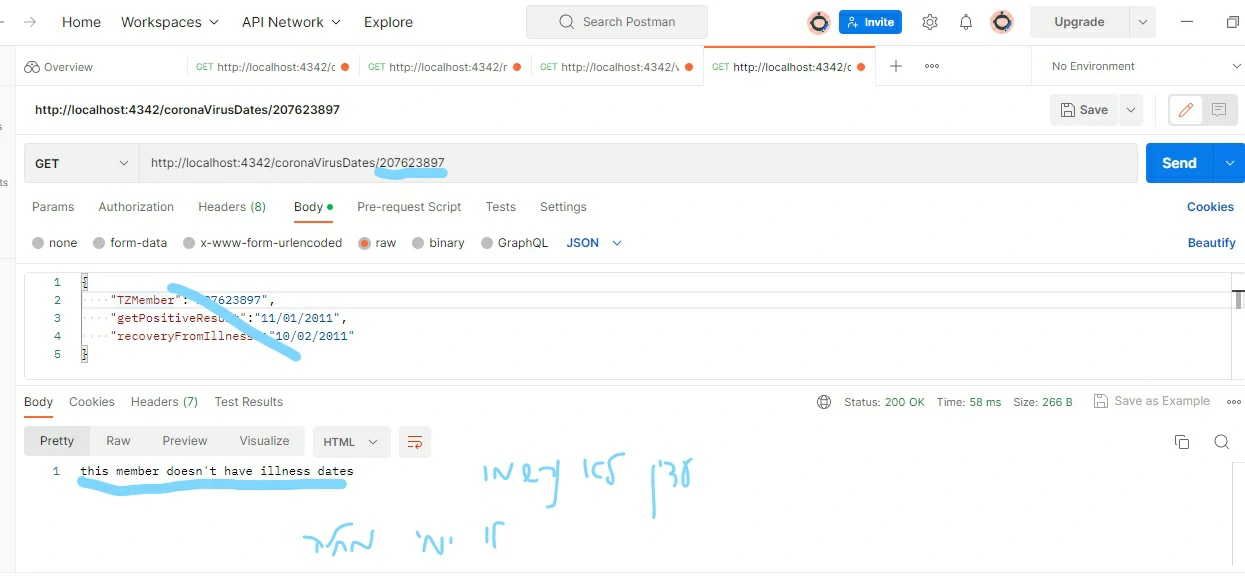 Home Workspaces API Network Explore Search Postman Invite Upgrade
Overview GET http://localhost:4342/c GET http://localhost:4342/r GET http://localhost:4342/v GET http://localhost:4342/c No Environment
http://localhost:4342/coronaVirusDates/207623897 Save
GET http://localhost:4342/coronaVirusDates/207623897 Send
Params Authorization Headers (8) Body Pre-request Script Tests Settings Cookies
none form-data x-www-form-urlencoded raw binary GraphQL JSON Beautify
1 {
2 "TZMember": 207623897",
3 "getPositiveResult":"11/01/2011",
4 "recoveryFromIllness "10/02/2011"
5 }
Body Cookies Headers (7) Test Results Status: 200 OK Time: 58 ms Size: 266 B Save as Example
Pretty Raw Preview Visualize HTML
1 this member doesn't have illness dates
עדין לא נקבעו
לו ימי מחלה